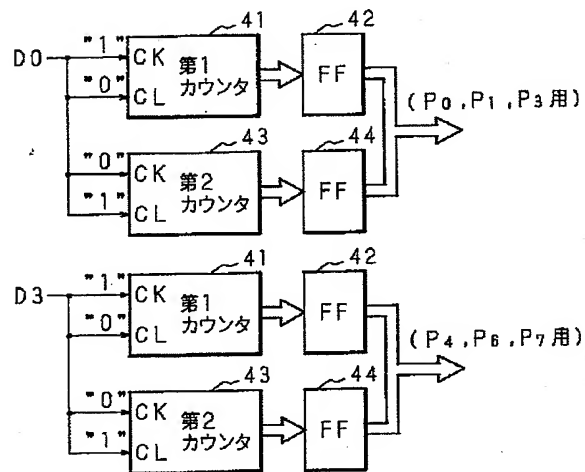 41 42
D0 "1" CK 第1 FF
"0" CL カウンタ
(P0,P1,P3用)
43 44
"0" CK 第2 FF
"1" CL カウンタ
41 42
D3 "1" CK 第1 FF
"0" CL カウンタ
(P4,P6,P7用)
43 44
"0" CK 第2 FF
"1" CL カウンタ